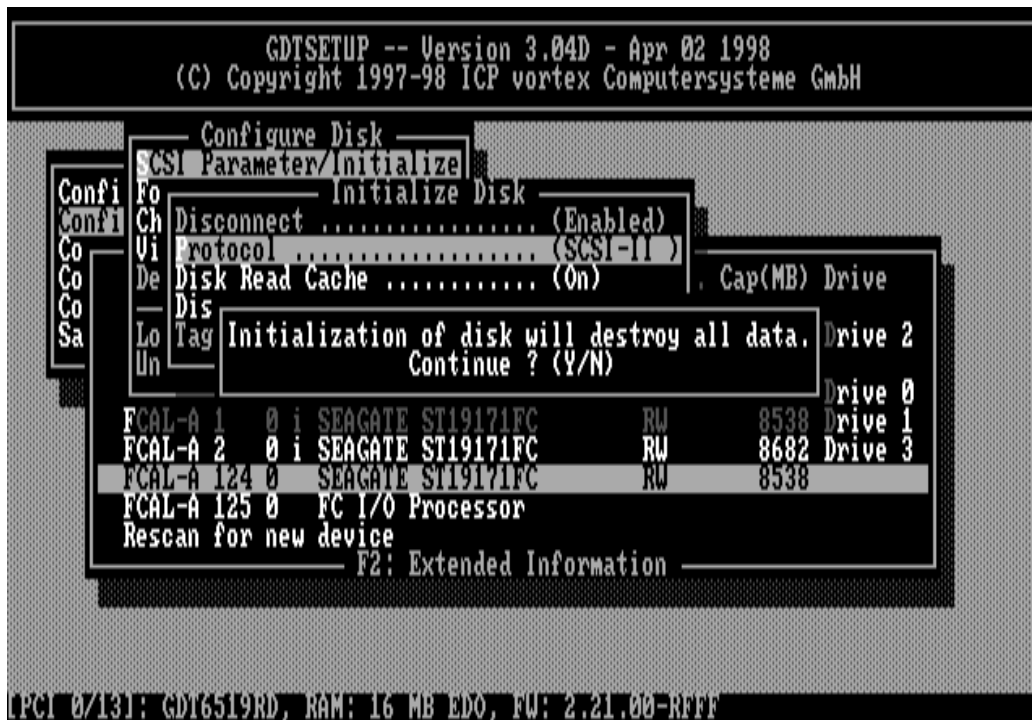 GDTSETUP -- Version 3.04D - Apr 02 1998
(C) Copyright 1997-98 ICP vortex Computersysteme GmbH
Configure Disk
SCSI Parameter/Initialize
Confi Fo Initialize Disk
Confi Ch Disconnect ................. (Enabled)
Co Vi Protocol ................... (SCSI-II )
Co De Disk Read Cache ............ (On) . Cap(MB) Drive
Co Dis
Sa Lo Tag Initialization of disk will destroy all data. Drive 2
Un Continue ? (Y/N)
Drive 0
FCAL-A 1 0 i SEAGATE ST19171FC RW 8538 Drive 1
FCAL-A 2 0 i SEAGATE ST19171FC RW 8682 Drive 3
FCAL-A 124 0 SEAGATE ST19171FC RW 8538
FCAL-A 125 0 FC I/O Processor
Rescan for new device
F2: Extended Information
[PCI 0/13]: GDT6519RD, RAM: 16 MB EDO, FW: 2.21.00-RFFF